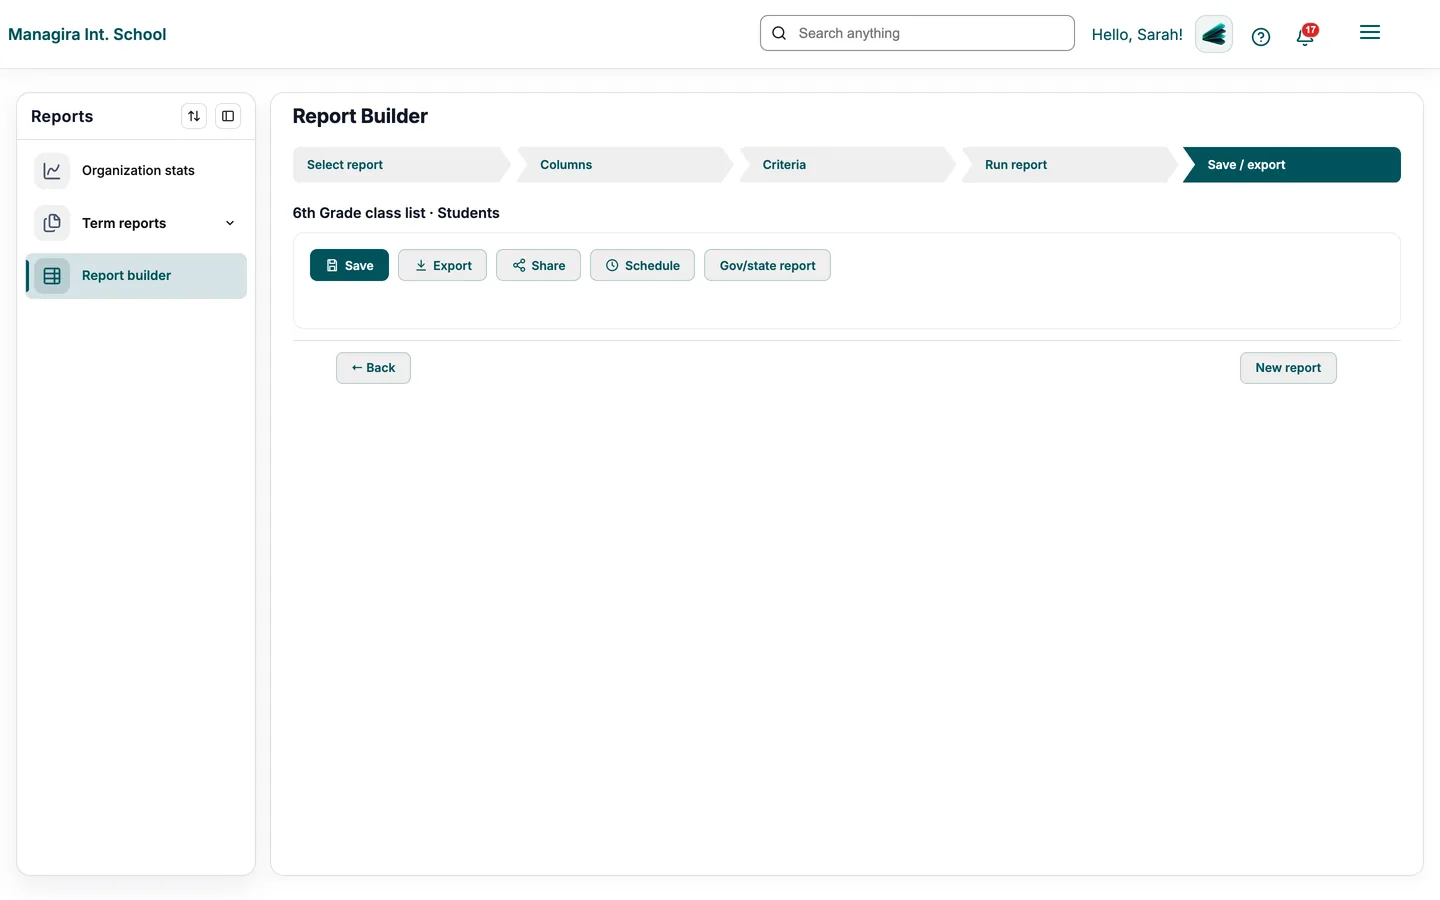 Managira Int. School
Search anything
Hello, Sarah!
17
Reports
Organization stats
Term reports
Report builder
Report Builder
Select report
Columns
Criteria
Run report
Save / export
6th Grade class list · Students
Save
Export
Share
Schedule
Gov/state report
← Back
New report